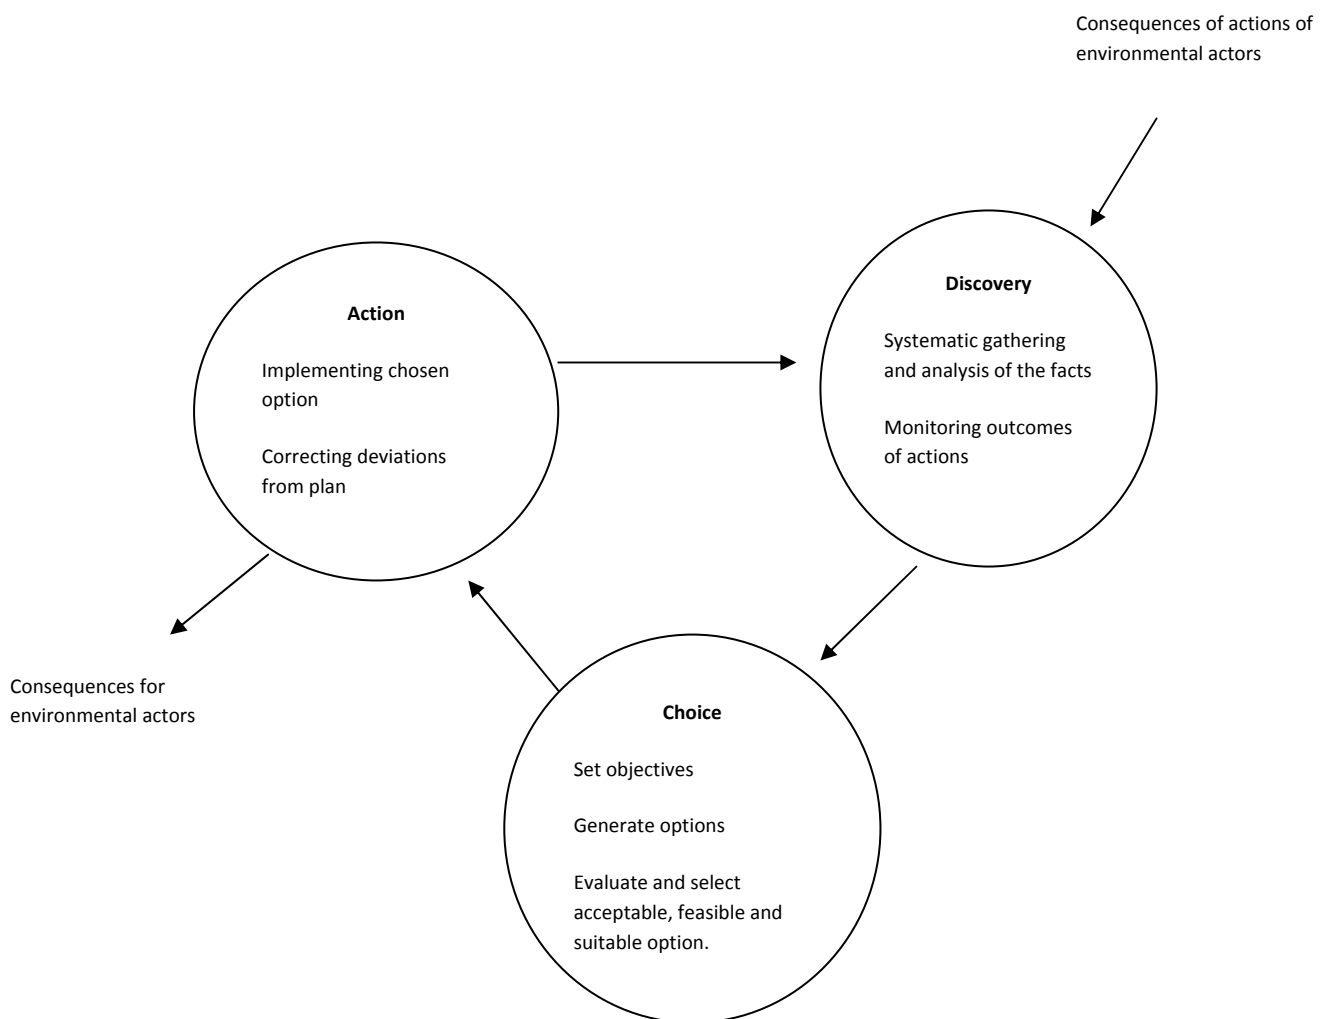 Consequences of actions of
environmental actors
Discovery
Systematic gathering
and analysis of the facts
Monitoring outcomes
of actions
Action
Implementing chosen
option
Correcting deviations
from plan
Consequences for
environmental actors
Choice
Set objectives
Generate options
Evaluate and select
acceptable, feasible and
suitable option.